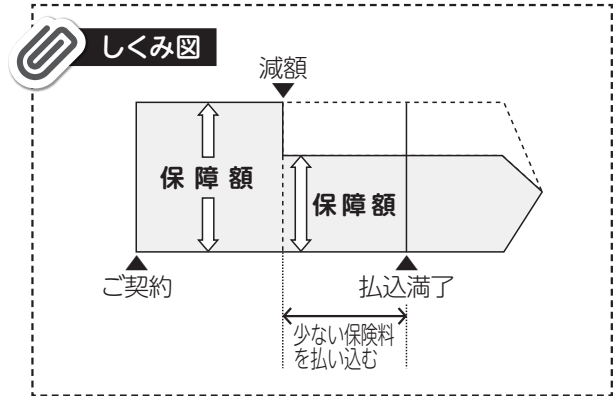 しくみ図
減額
保障額
保障額
ご契約
払込満了
少ない保険料
を払い込む